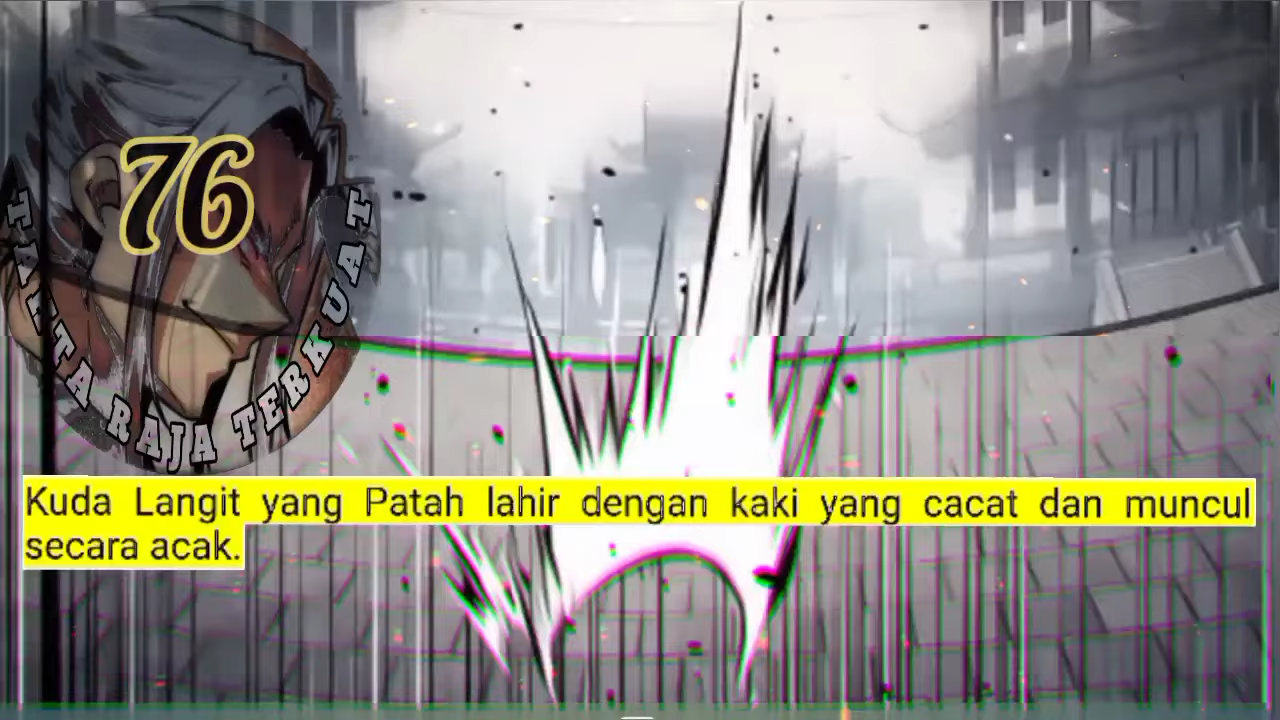 76
TAHTA RAJA TERKUAT
Kuda Langit yang Patah lahir dengan kaki yang cacat dan muncul
secara acak.